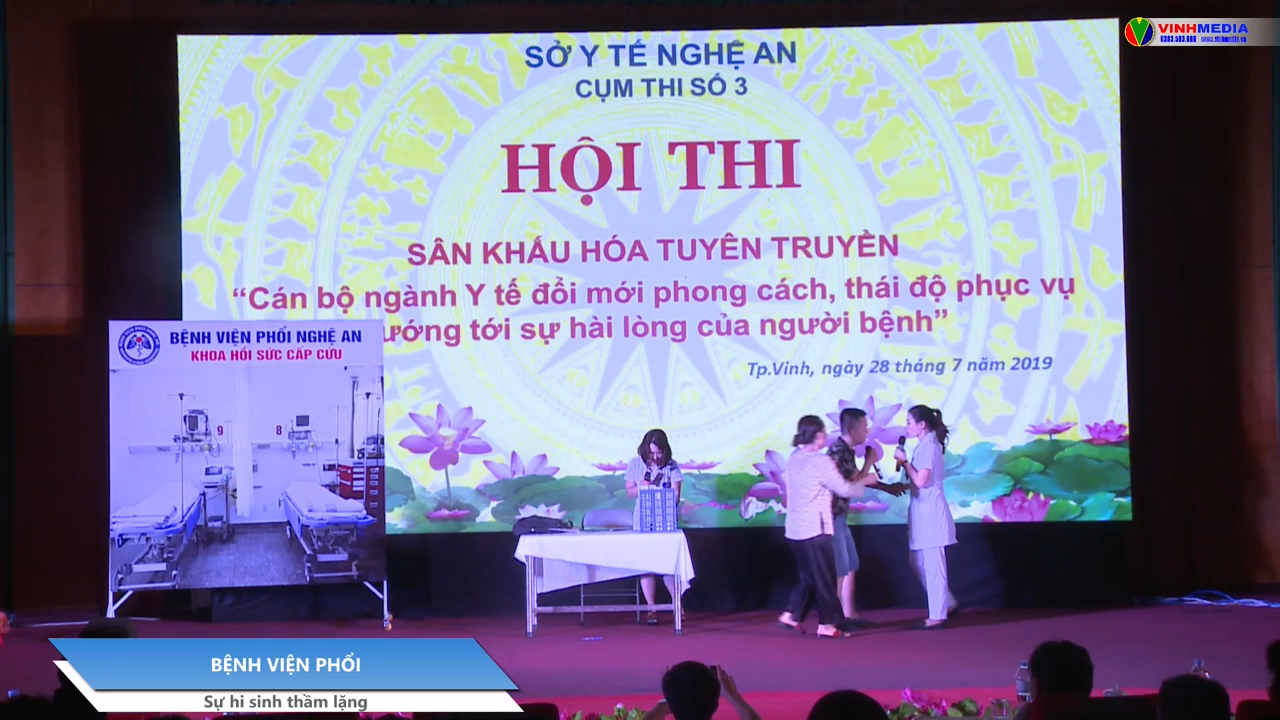 VINHMEDIA
SỞ Y TẾ NGHỆ AN
CỤM THI SỐ 3
HỘI THI
SÂN KHẤU HÓA TUYÊN TRUYỀN
“Cán bộ ngành Y tế đổi mới phong cách, thái độ phục vụ
ướng tới sự hài lòng của người bệnh”
Tp.Vinh, ngày 28 tháng 7 năm 2019
BỆNH VIỆN PHỔI NGHỆ AN
KHOA HỒI SỨC CẤP CỨU
9
8
BỆNH VIỆN PHỔI
Sự hi sinh thầm lặng